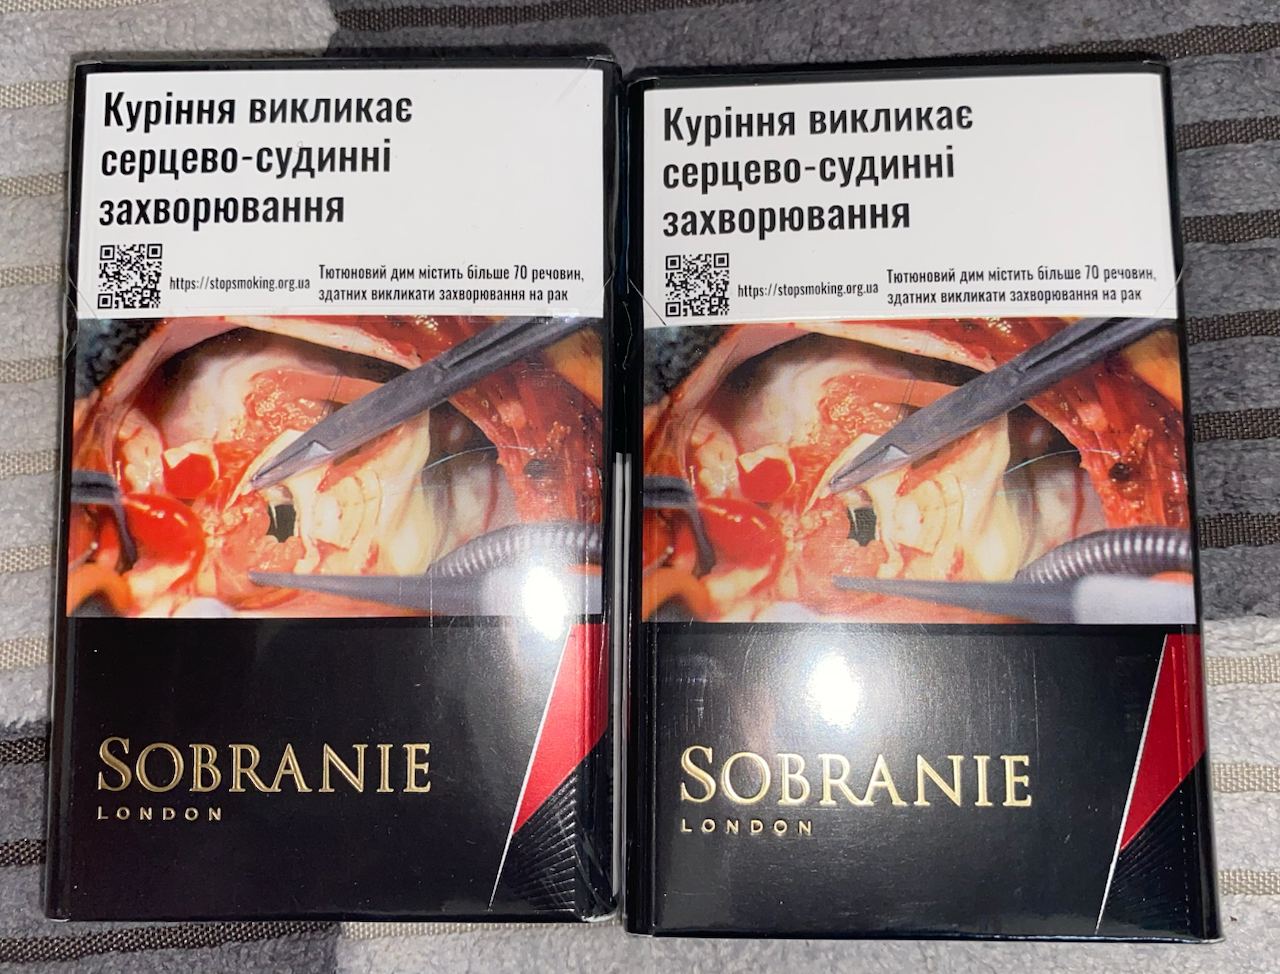 Куріння викликає
серцево-судинні
захворювання
https://stopsmoking.org.ua
Тютюновий дим містить більше 70 речовин,
здатних викликати захворювання на рак
SOBRANIE
LONDON
Куріння викликає
серцево-судинні
захворювання
https://stopsmoking.org.ua
Тютюновий дим містить більше 70 речовин,
здатних викликати захворювання на рак
SOBRANIE
LONDON